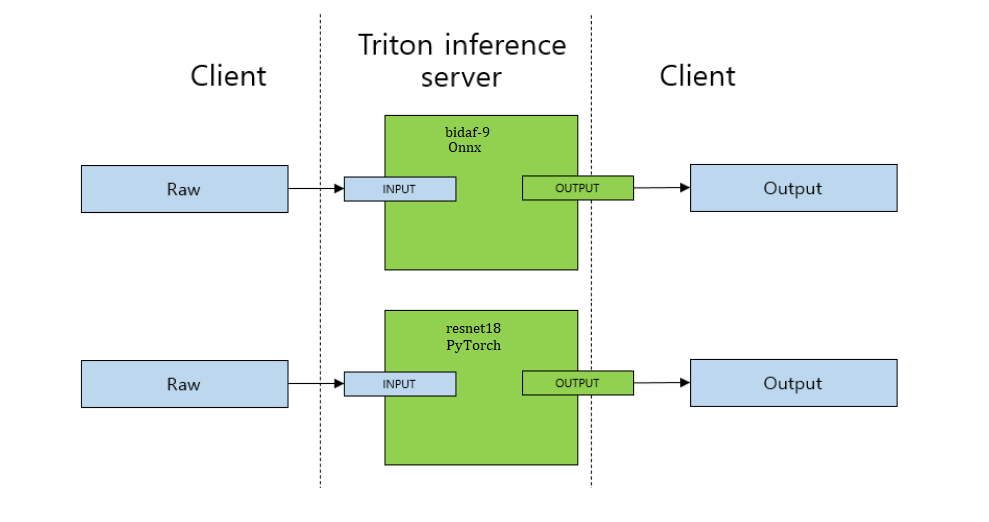 Client
Triton inference
server
Client
bidaf-9
Onnx
Raw
INPUT
OUTPUT
Output
resnet18
PyTorch
Raw
INPUT
OUTPUT
Output